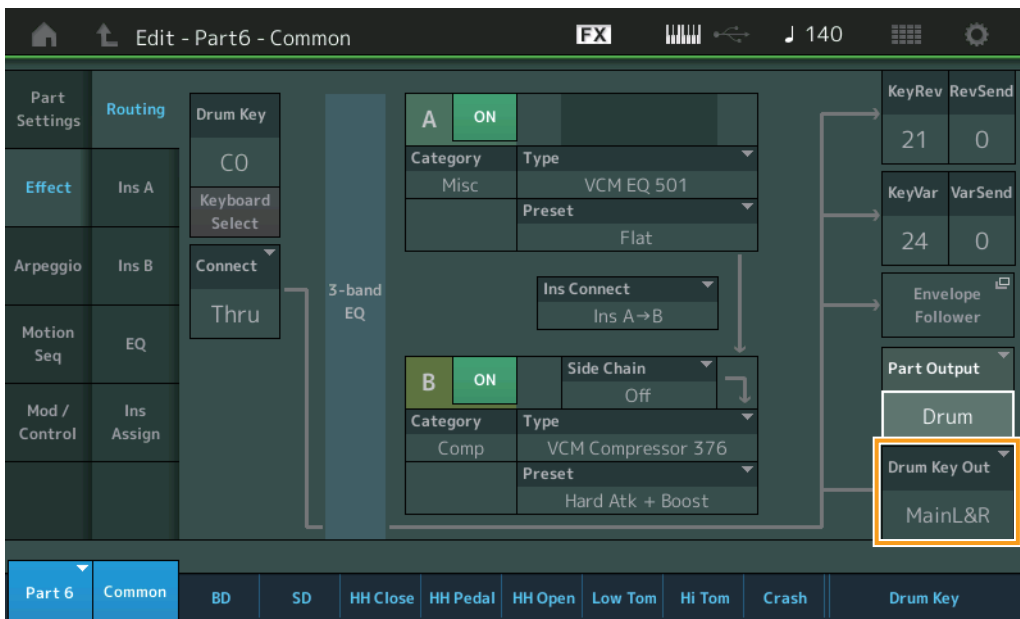 Edit - Part6 - Common
FX
140
Part
Settings
Effect
Arpeggio
Motion
Seq
Mod /
Control
Routing
Ins A
Ins B
EQ
Ins
Assign
Drum Key
C0
Keyboard
Select
Connect
Thru
3-band
EQ
A
ON
Category
Misc
Type
VCM EQ 501
Preset
Flat
Ins Connect
Ins A→B
B
ON
Side Chain
Off
Category
Comp
Type
VCM Compressor 376
Preset
Hard Atk + Boost
KeyRev RevSend
21 0
KeyVar VarSend
24 0
Envelope
Follower
Part Output
Drum
Drum Key Out
MainL&R
Part 6
Common
BD
SD
HH Close
HH Pedal
HH Open
Low Tom
Hi Tom
Crash
Drum Key